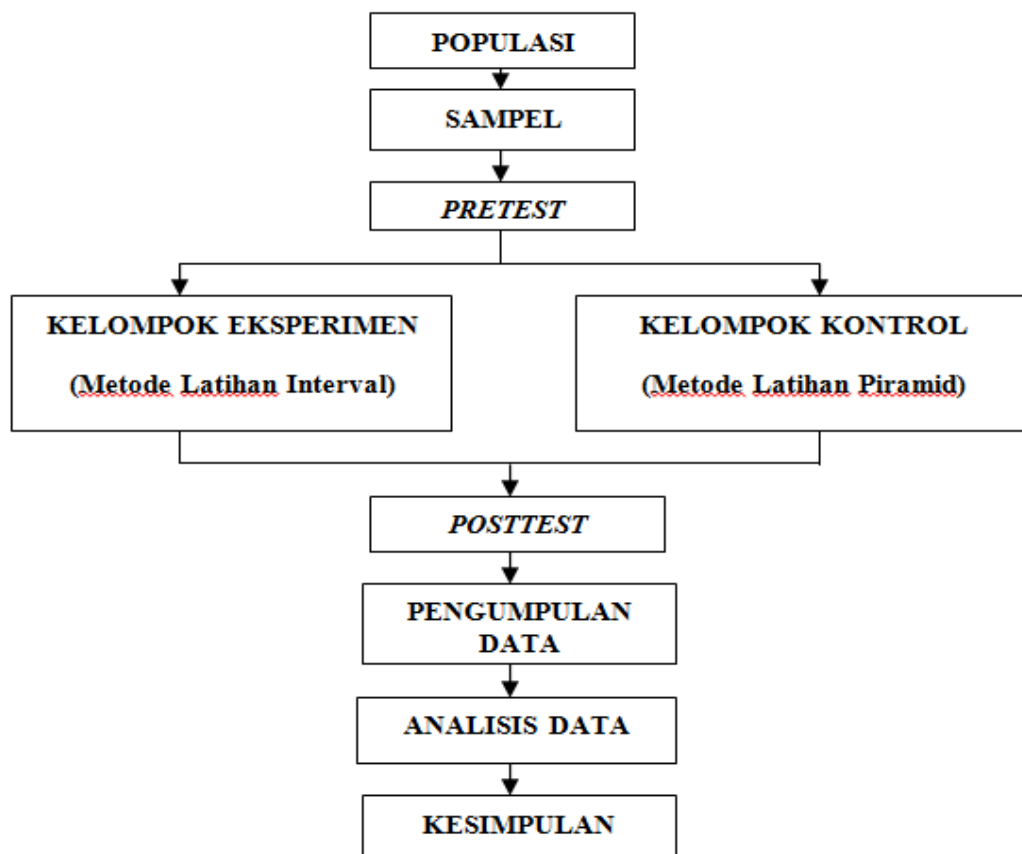 POPULASI
SAMPEL
PRETEST
KELOMPOK EKSPERIMEN
(Metode Latihan Interval)
KELOMPOK KONTROL
(Metode Latihan Piramid)
POSTTEST
PENGUMPULAN
DATA
ANALISIS DATA
KESIMPULAN